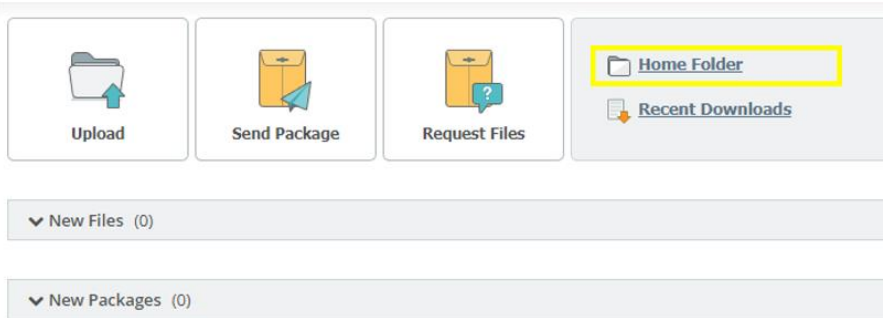 Upload
Send Package
Request Files
?
Home Folder
Recent Downloads
New Files (0)
New Packages (0)